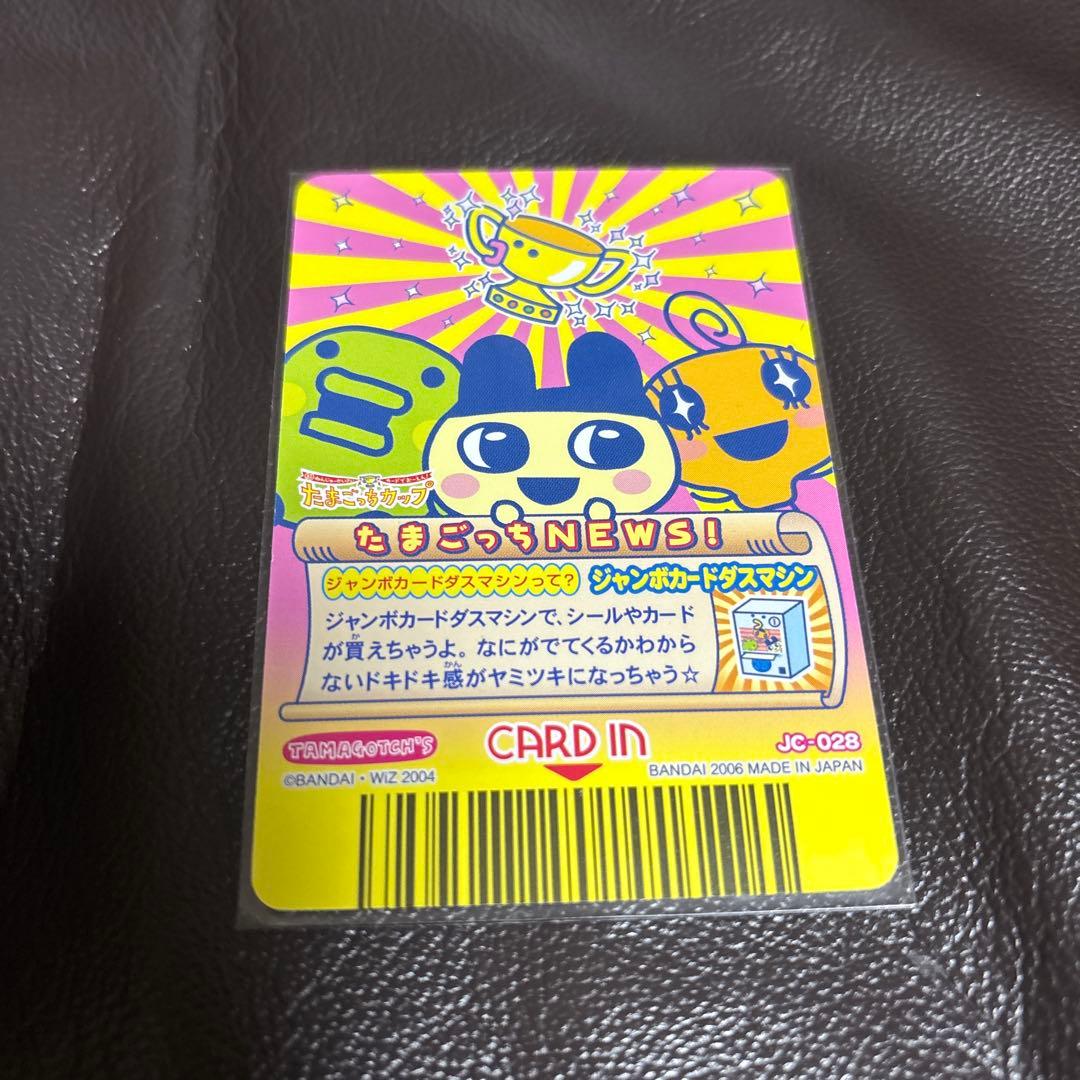 たまごっちカップ
たまごっちNEWS!
ジャンボカードダスマシンって? ジャンボカードダスマシン
ジャンボカードダスマシンで、シールやカード
が買えちゃうよ。なにがでてくるかわから
ないドキドキ感がヤミツキになっちゃう☆
TAMAGOTCH'S
CARD IN
JC-028
©BANDAI・WiZ 2004
BANDAI 2006 MADE IN JAPAN